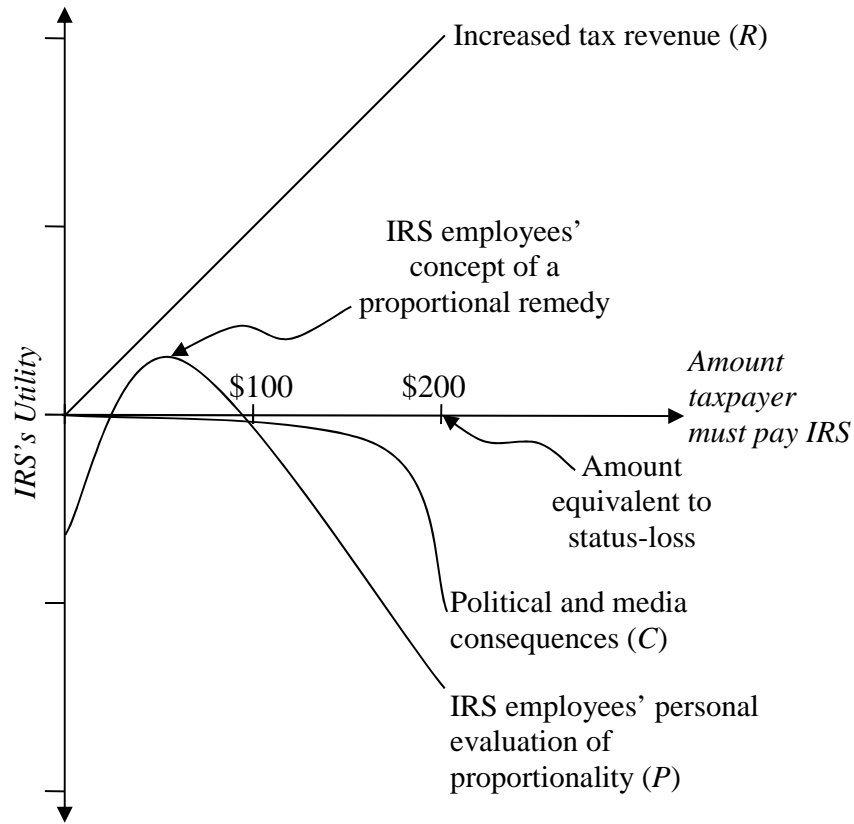 Increased tax revenue (R)
IRS employees’
concept of a
proportional remedy
IRS's Utility
$100
$200
Amount
taxpayer
must pay IRS
Amount
equivalent to
status-loss
Political and media
consequences (C)
IRS employees’ personal
evaluation of
proportionality (P)